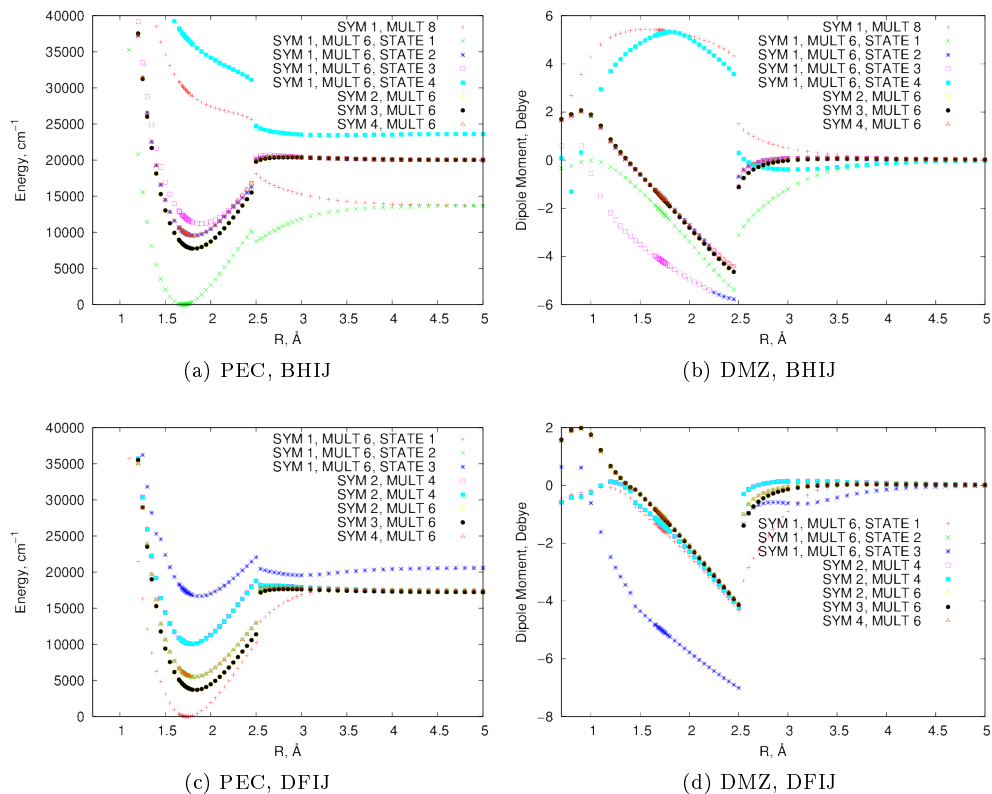 SYM 1, MULT 8
SYM 1, MULT 6, STATE 1
SYM 1, MULT 6, STATE 2
SYM 1, MULT 6, STATE 3
SYM 1, MULT 6, STATE 4
SYM 2, MULT 6
SYM 3, MULT 6
SYM 4, MULT 6
40000
35000
30000
25000
20000
15000
10000
5000
0
Energy, cm⁻¹
1 1.5 2 2.5 3 3.5 4 4.5 5
R, Å
(a) PEC, BHIJ
SYM 1, MULT 8
SYM 1, MULT 6, STATE 1
SYM 1, MULT 6, STATE 2
SYM 1, MULT 6, STATE 3
SYM 1, MULT 6, STATE 4
SYM 2, MULT 6
SYM 3, MULT 6
SYM 4, MULT 6
6
4
2
0
-2
-4
-6
Dipole Moment, Debye
1 1.5 2 2.5 3 3.5 4 4.5 5
R, Å
(b) DMZ, BHIJ
SYM 1, MULT 6, STATE 1
SYM 1, MULT 6, STATE 2
SYM 1, MULT 6, STATE 3
SYM 2, MULT 4
SYM 2, MULT 4
SYM 2, MULT 6
SYM 3, MULT 6
SYM 4, MULT 6
40000
35000
30000
25000
20000
15000
10000
5000
0
Energy, cm⁻¹
1 1.5 2 2.5 3 3.5 4 4.5 5
R, Å
(c) PEC, DFIJ
SYM 1, MULT 6, STATE 1
SYM 1, MULT 6, STATE 2
SYM 1, MULT 6, STATE 3
SYM 2, MULT 4
SYM 2, MULT 4
SYM 2, MULT 6
SYM 3, MULT 6
SYM 4, MULT 6
2
0
-2
-4
-6
-8
Dipole Moment, Debye
1 1.5 2 2.5 3 3.5 4 4.5 5
R, Å
(d) DMZ, DFIJ